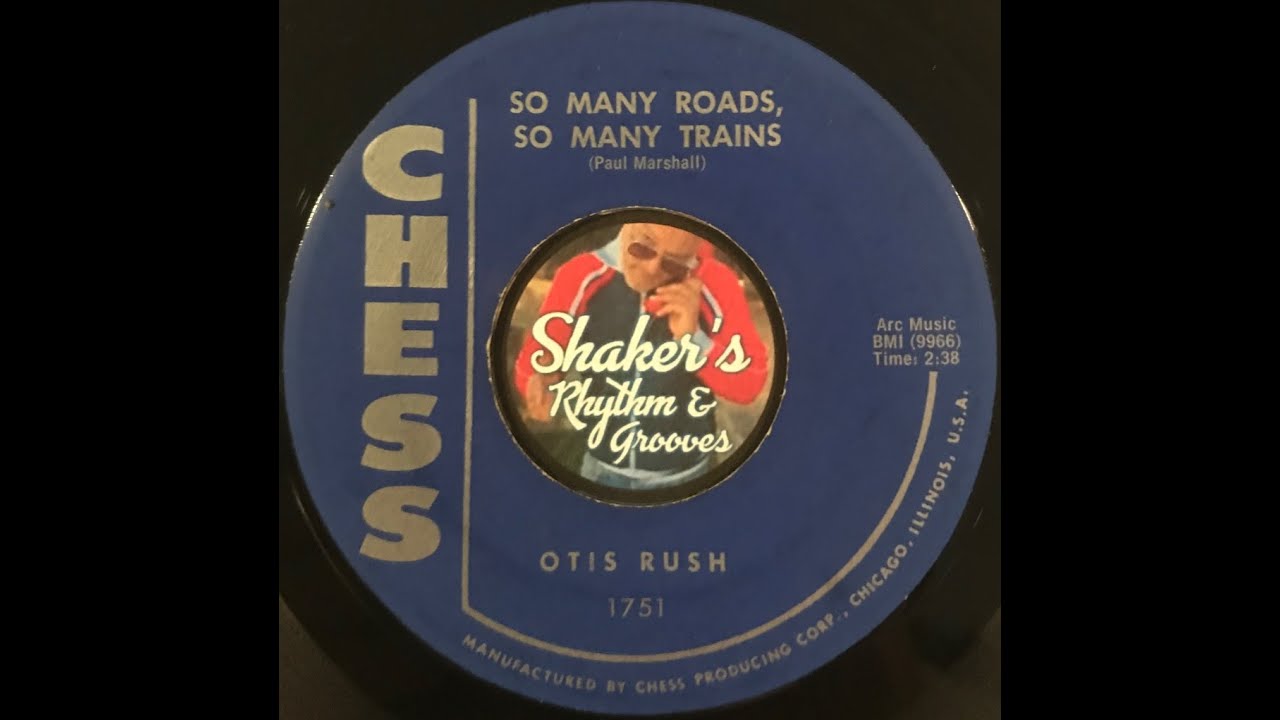 SO MANY ROADS,
SO MANY TRAINS
(Paul Marshall)
CHESS
Arc Music
BMI (9966)
Time: 2:38
Shaker's
Rhythm &
Grooves
OTIS RUSH
1751
MANUFACTURED BY CHESS PRODUCING CORP., CHICAGO, ILLINOIS, U.S.A.